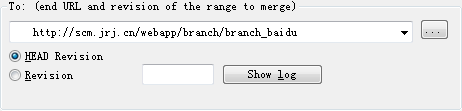 To: (end URL and revision of the range to merge)
http://scm.jrj.cn/webapp/branch/branch_baidu
...
HEAD Revision
Revision
Show log